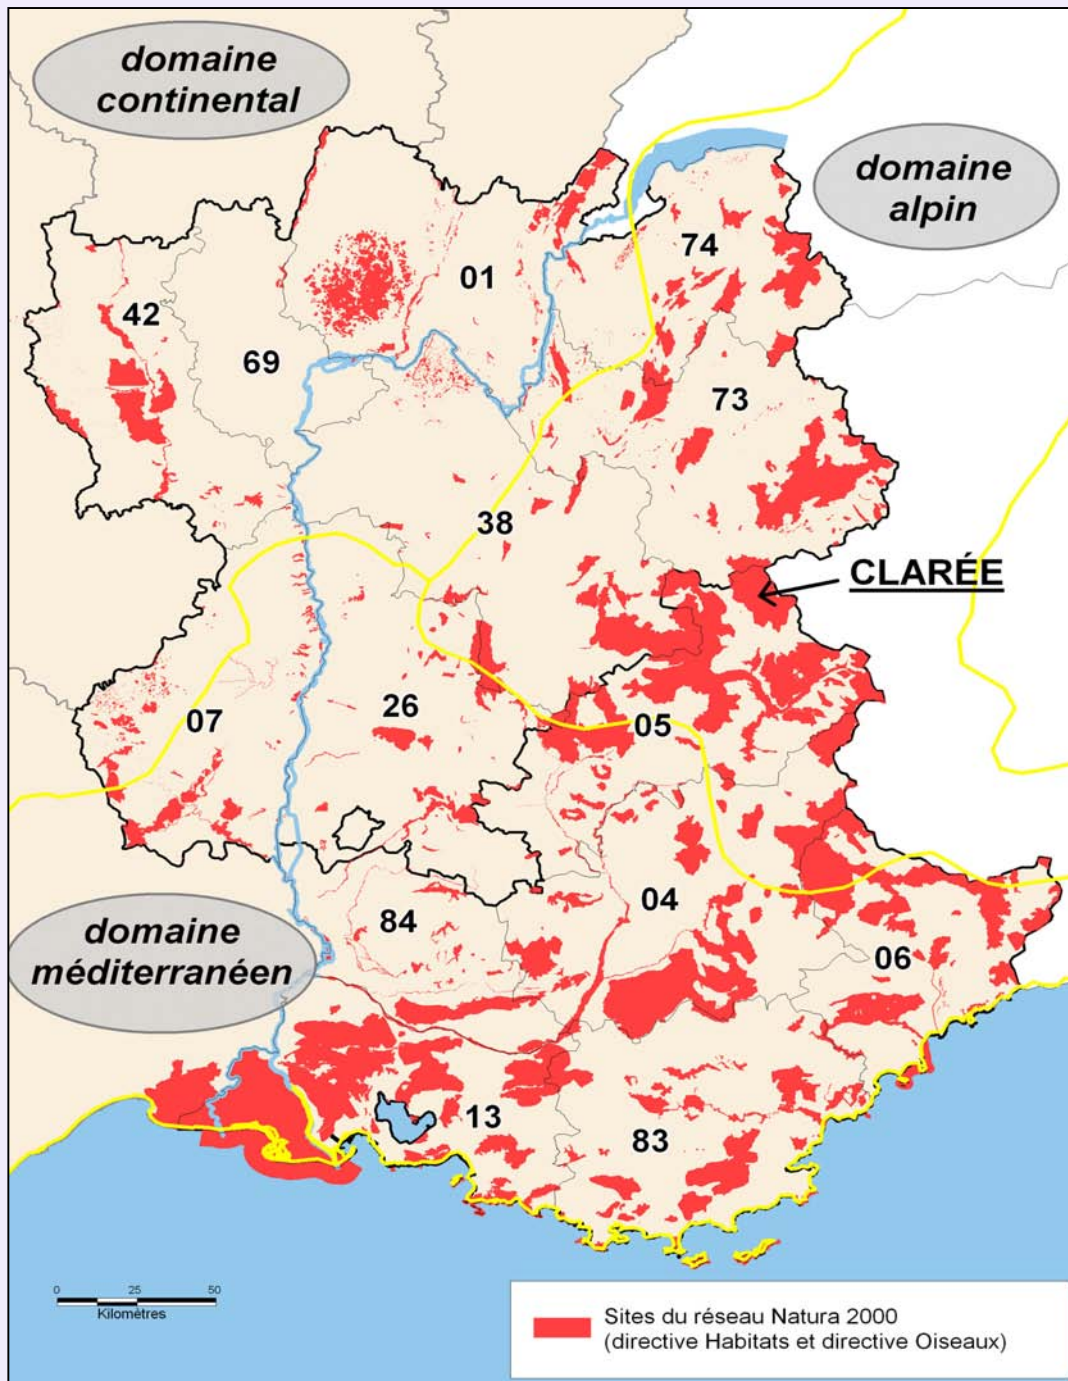 domaine
continental
domaine
alpin
74
01
42
69
73
38
CLARÉE
26
07
05
04
84
domaine
méditerranéen
06
13
83
0 25 50
Kilomètres
Sites du réseau Natura 2000
(directive Habitats et directive Oiseaux)